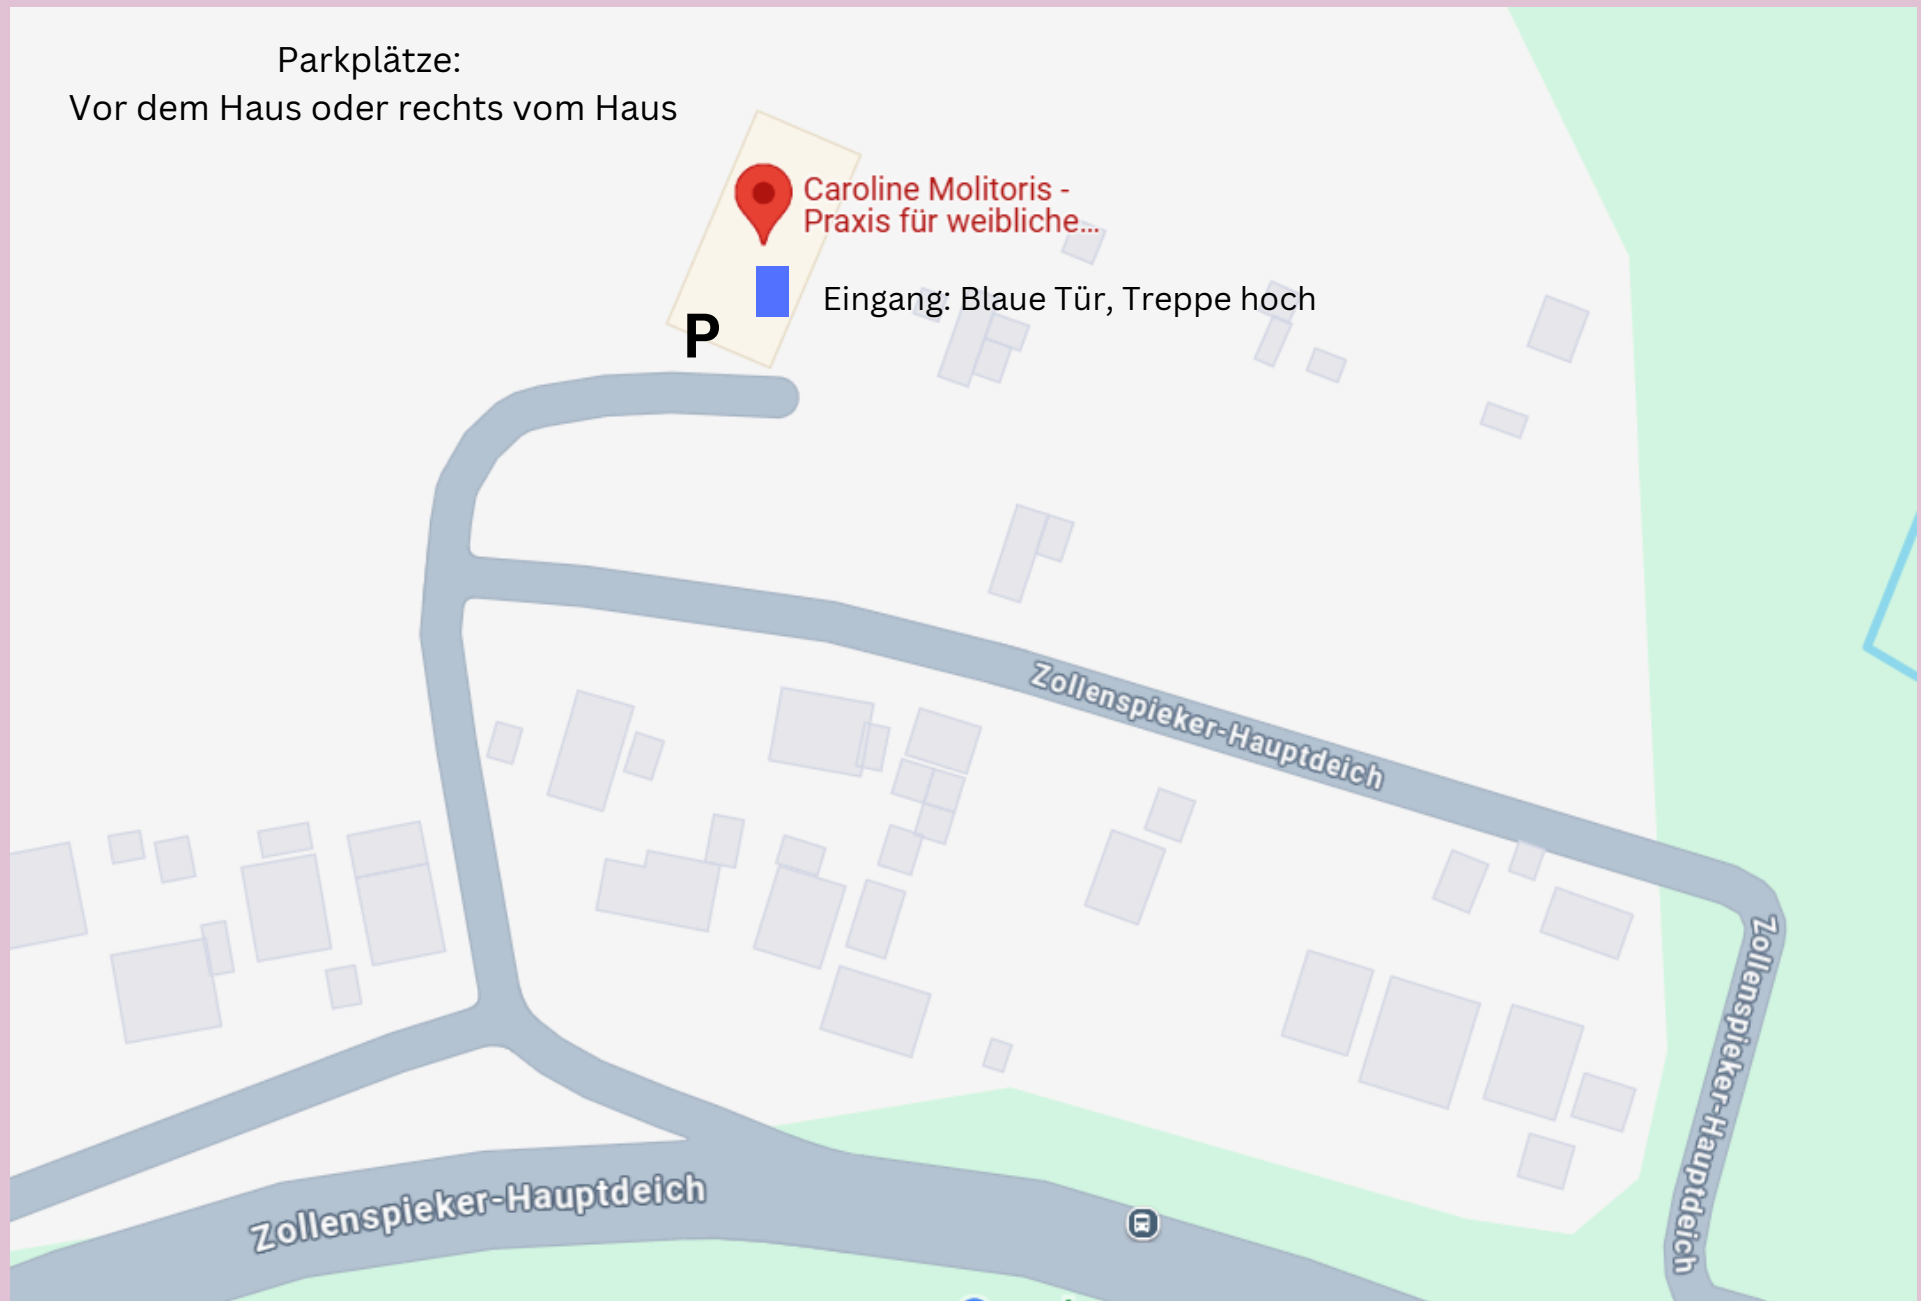 Parkplätze:
Vor dem Haus oder rechts vom Haus
Caroline Molitoris -
Praxis für weibliche...
Eingang: Blaue Tür, Treppe hoch
P
Zollenspieker-Hauptdeich
Zollenspieker-Hauptdeich
Zollenspieker-Hauptdeich